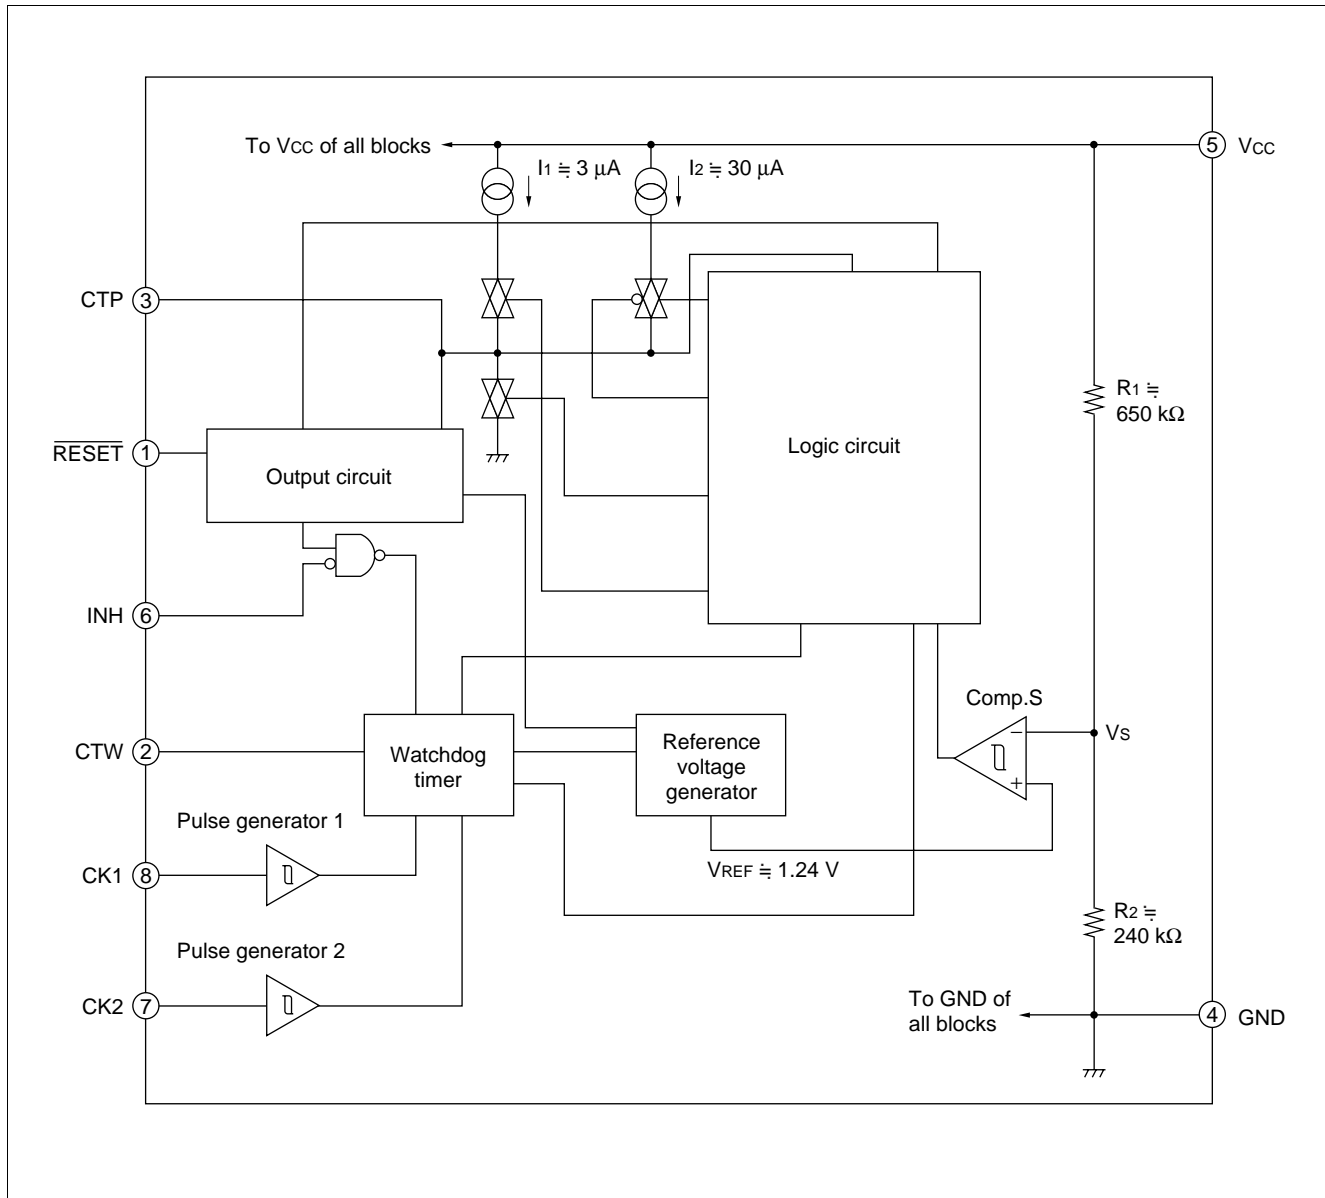 To VCC of all blocks
I1 ≒ 3 μA
I2 ≒ 30 μA
5
VCC
CTP
3
R1 ≒
650 kΩ
RESET
1
Output circuit
Logic circuit
INH
6
Comp.S
CTW
2
Watchdog
timer
Reference
voltage
generator
−
+
VS
Pulse generator 1
CK1
8
VREF ≒ 1.24 V
R2 ≒
240 kΩ
Pulse generator 2
CK2
7
To GND of
all blocks
4
GND